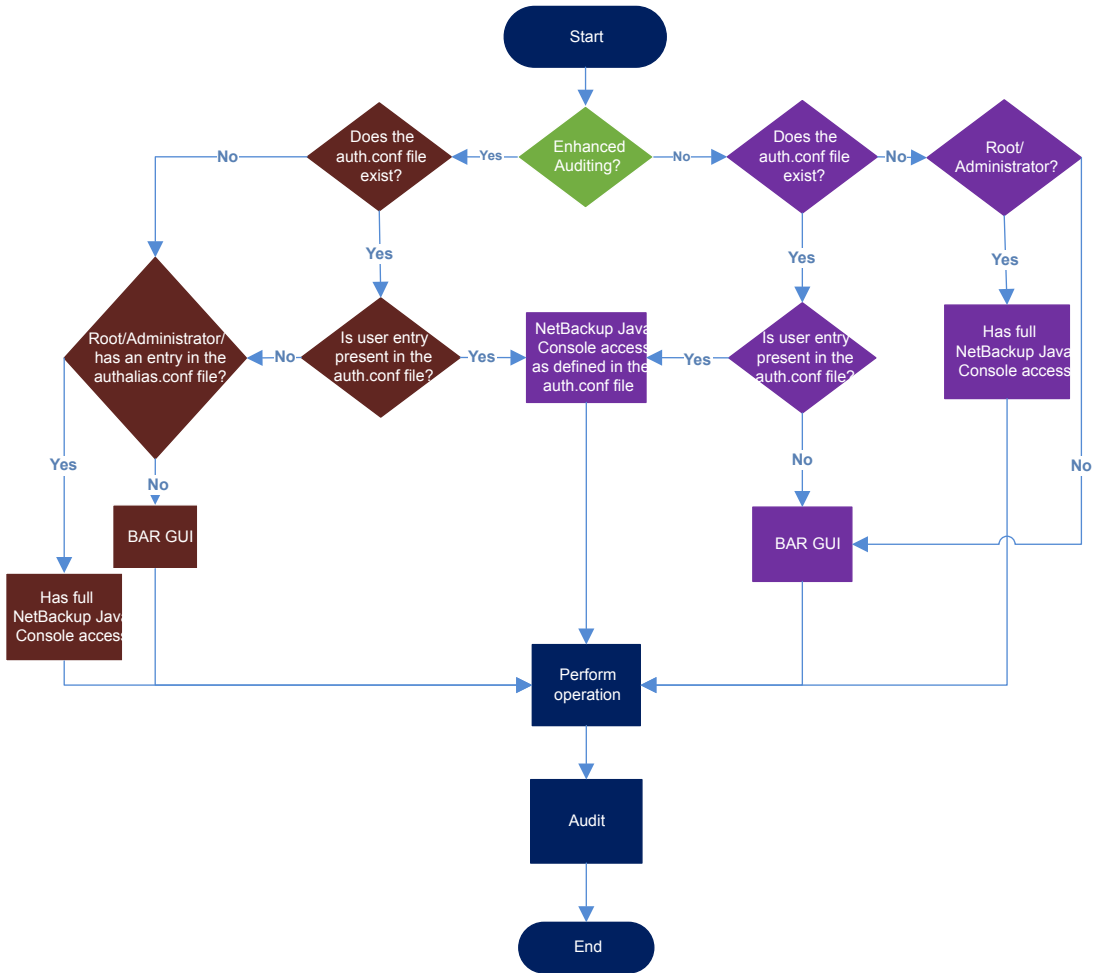 Start
Does the
auth.conf file
exist?
Enhanced
Auditing?
Does the
auth.conf file
exist?
Root/
Administrator?
No
Yes
No
No
Yes
Yes
Yes
No
Root/Administrator/
has an entry in the
authalias.conf file?
No
Is user entry
present in the
auth.conf file?
Yes
NetBackup Java
Console access
as defined in the
auth.conf file
Yes
Is user entry
present in the
auth.conf file?
Has full
NetBackup Java
Console access
Yes
No
No
BAR GUI
BAR GUI
Has full
NetBackup Java
Console access
Perform
operation
Audit
End